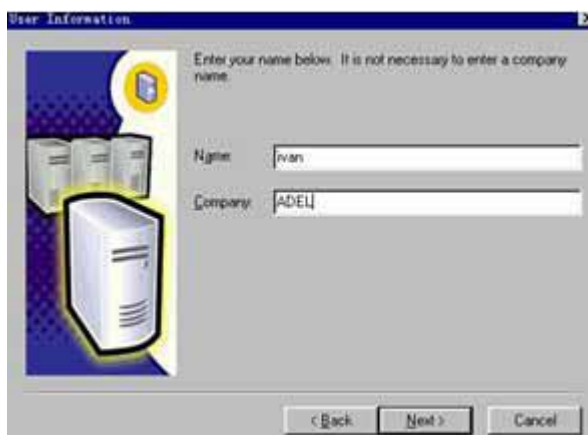 User Information
Enter your name below. It is not necessary to enter a company
name.
Name: ivan
Company: ADEL
< Back
Next >
Cancel